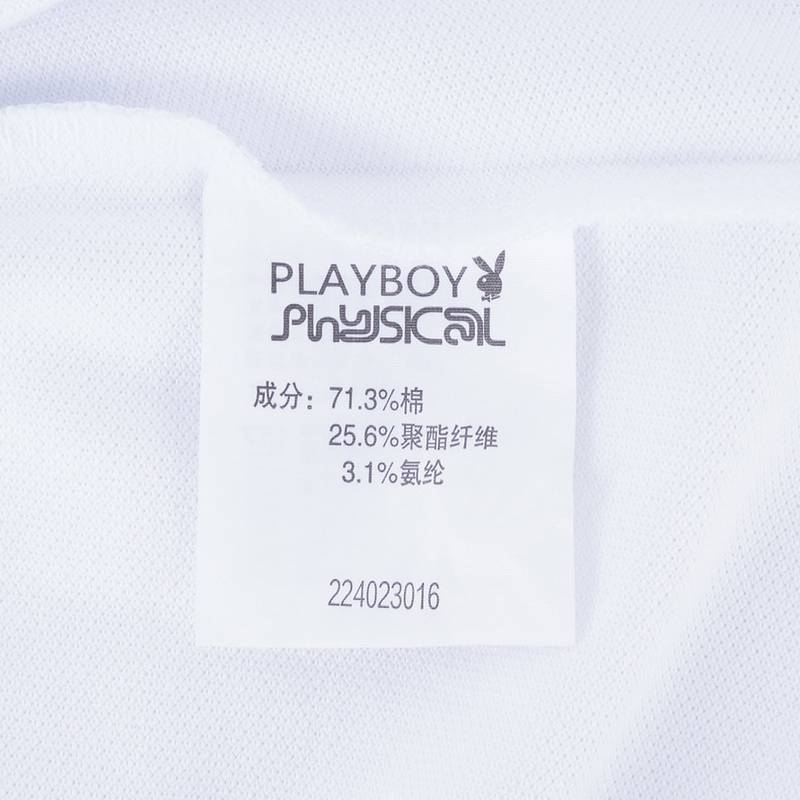 PLAYBOY
PHYSICAL
成分：71.3%棉
25.6%聚酯纤维
3.1%氨纶
224023016